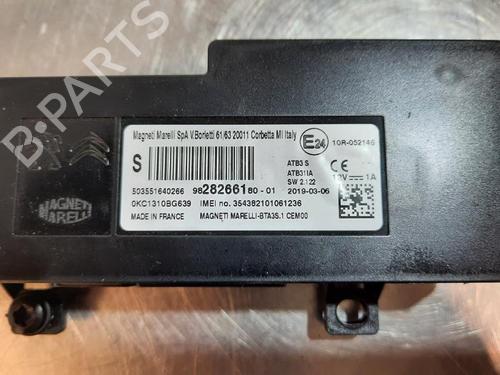 Magneti Marelli SpA V.Borletti 61/63 20011 Corbetta MI Italy
S
E24
10R-052146
ATB3 S
ATB31IA
SW 2.122
CE
503551640266
9828266180-01
2019-03-06
12V 1A
0KC1310BG639
IMEI no. 354382101061236
MADE IN FRANCE
MAGNETI MARELLI-BTA3S.1 CEM00
MAGNETI
MARELLI
B-PARTS